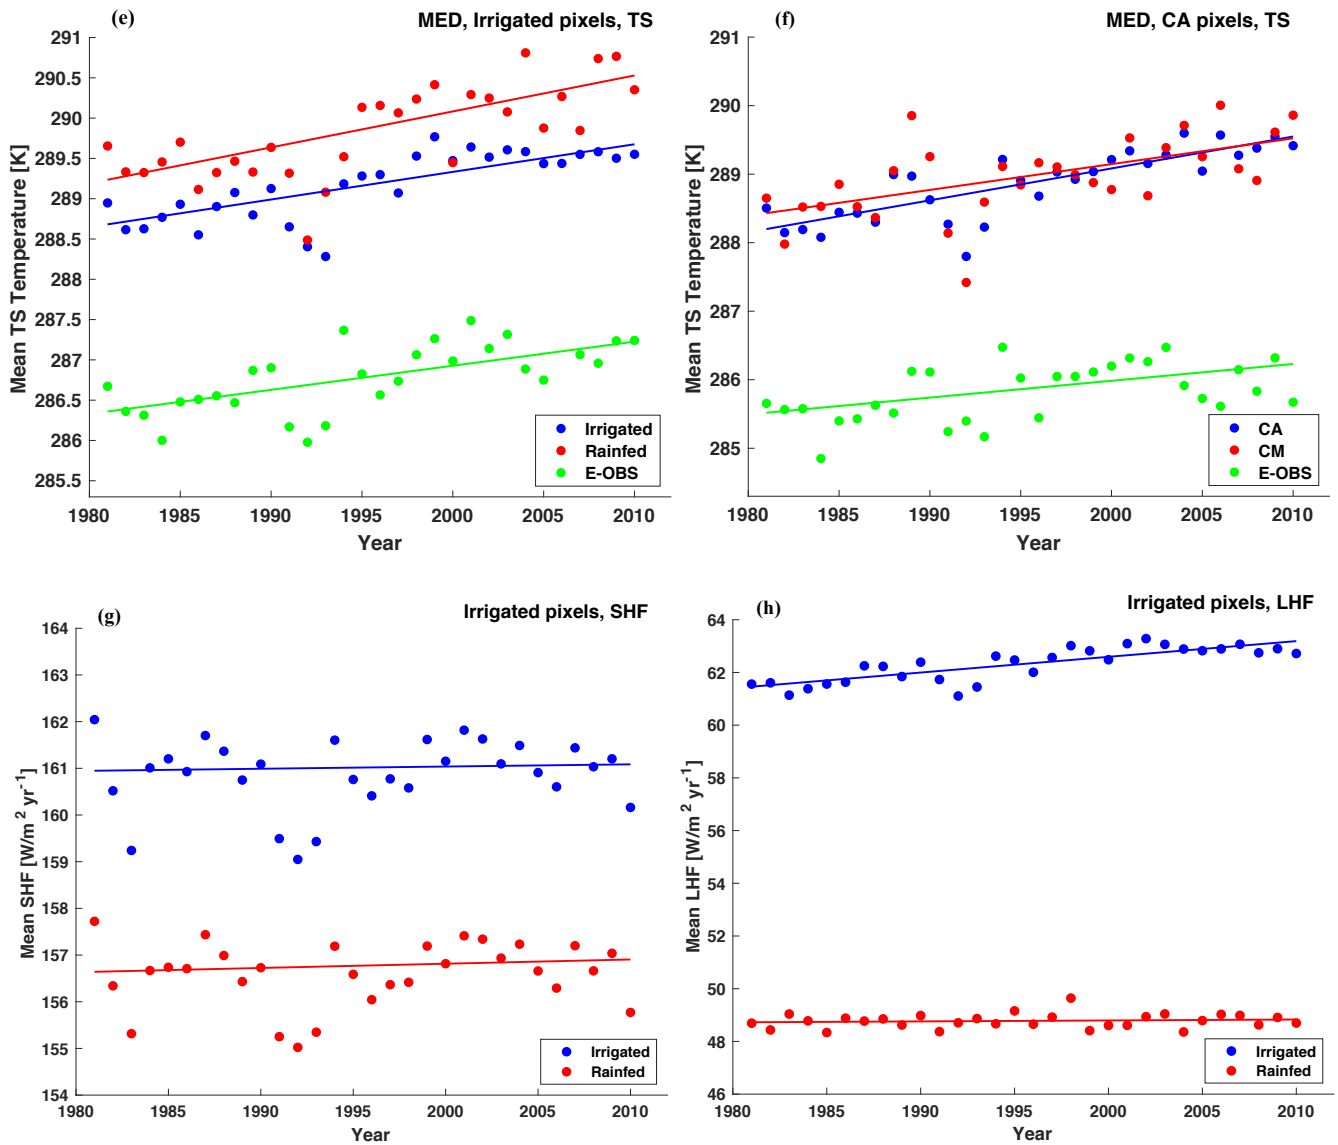 (e)
MED, Irrigated pixels, TS
Mean TS Temperature [K]
291
290.5
290
289.5
289
288.5
288
287.5
287
286.5
286
285.5
1980 1985 1990 1995 2000 2005 2010
Year
Irrigated
Rainfed
E-OBS
(f)
MED, CA pixels, TS
Mean TS Temperature [K]
291
290
289
288
287
286
285
1980 1985 1990 1995 2000 2005 2010
Year
CA
CM
E-OBS
(g)
Irrigated pixels, SHF
Mean SHF [W/m² yr⁻¹]
164
163
162
161
160
159
158
157
156
155
154
1980 1985 1990 1995 2000 2005 2010
Year
Irrigated
Rainfed
(h)
Irrigated pixels, LHF
Mean LHF [W/m² yr⁻¹]
64
62
60
58
56
54
52
50
48
46
1980 1985 1990 1995 2000 2005 2010
Year
Irrigated
Rainfed